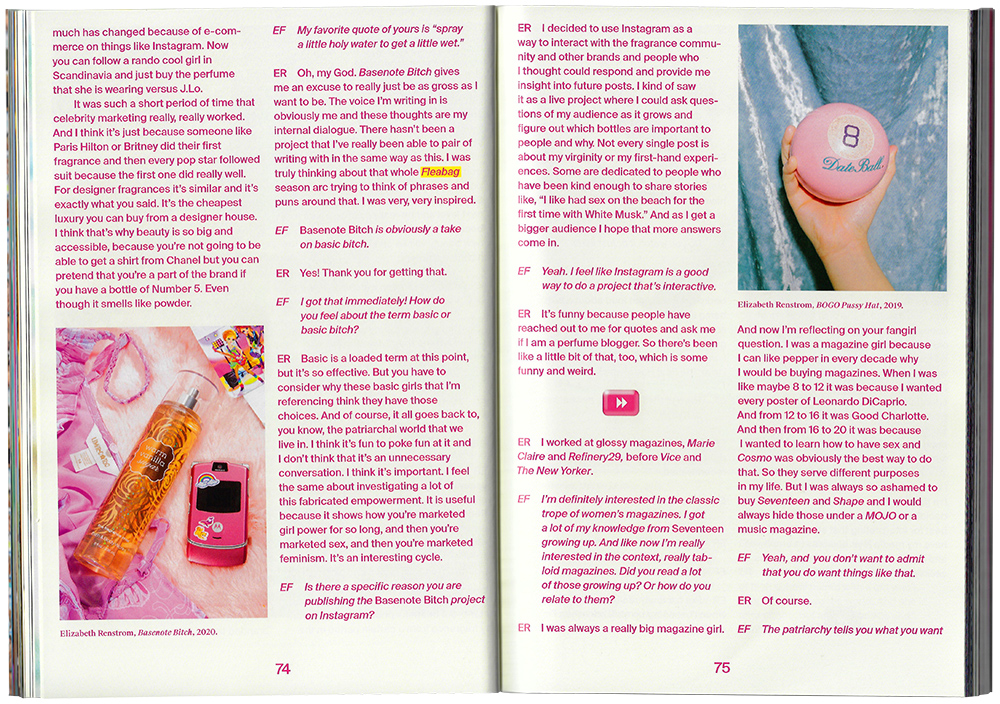 much has changed because of e-com-
merce on things like Instagram. Now
you can follow a rando cool girl in
Scandinavia and just buy the perfume
that she is wearing versus J.Lo.
It was such a short period of time that
celebrity marketing really, really worked.
And I think it's just because someone like
Paris Hilton or Britney did their first
fragrance and then every pop star followed
suit because the first one did really well.
For designer fragrances it's similar and it's
exactly what you said. It's the cheapest
luxury you can buy from a designer house.
I think that's why beauty is so big and
accessible, because you're not going to be
able to get a shirt from Chanel but you can
pretend that you're a part of the brand if
you have a bottle of Number 5. Even
though it smells like powder.
warm
vanilla
sugar
Elizabeth Renstrom, Basenote Bitch, 2020.
EF My favorite quote of yours is “spray
a little holy water to get a little wet.”
ER Oh, my God. Basenote Bitch gives
me an excuse to really just be as gross as I
want to be. The voice I'm writing in is
obviously me and these thoughts are my
internal dialogue. There hasn't been a
project that I've really been able to pair of
writing with in the same way as this. I was
truly thinking about that whole Fleabag
season arc trying to think of phrases and
puns around that. I was very, very inspired.
EF Basenote Bitch is obviously a take
on basic bitch.
ER Yes! Thank you for getting that.
EF I got that immediately! How do
you feel about the term basic or
basic bitch?
ER Basic is a loaded term at this point,
but it's so effective. But you have to
consider why these basic girls that I'm
referencing think they have those
choices. And of course, it all goes back to,
you know, the patriarchal world that we
live in. I think it's fun to poke fun at it and
I don't think that it's an unnecessary
conversation. I think it's important. I feel
the same about investigating a lot of
this fabricated empowerment. It is useful
because it shows how you're marketed
girl power for so long, and then you're
marketed sex, and then you're marketed
feminism. It's an interesting cycle.
EF Is there a specific reason you are
publishing the Basenote Bitch project
on Instagram?
74
ER I decided to use Instagram as a
way to interact with the fragrance commu-
nity and other brands and people who
I thought could respond and provide me
insight into future posts. I kind of saw
it as a live project where I could ask ques-
tions of my audience as it grows and
figure out which bottles are important to
people and why. Not every single post is
about my virginity or my first-hand experi-
ences. Some are dedicated to people who
have been kind enough to share stories
like, “I like had sex on the beach for the
first time with White Musk.” And as I get a
bigger audience I hope that more answers
come in.
EF Yeah. I feel like Instagram is a good
way to do a project that's interactive.
ER It's funny because people have
reached out to me for quotes and ask me
if I am a perfume blogger. So there's been
like a little bit of that, too, which is some
funny and weird.
ER I worked at glossy magazines, Marie
Claire and Refinery29, before Vice and
The New Yorker.
EF I'm definitely interested in the classic
trope of women's magazines. I got
a lot of my knowledge from Seventeen
growing up. And like now I'm really
interested in the context, really tab-
loid magazines. Did you read a lot
of those growing up? Or how do you
relate to them?
ER I was always a really big magazine girl.
8
Date Ball
Elizabeth Renstrom, BOGO Pussy Hat, 2019.
And now I'm reflecting on your fangirl
question. I was a magazine girl because
I can like pepper in every decade why
I would be buying magazines. When I was
like maybe 8 to 12 it was because I wanted
every poster of Leonardo DiCaprio.
And from 12 to 16 it was Good Charlotte.
And then from 16 to 20 it was because
I wanted to learn how to have sex and
Cosmo was obviously the best way to do
that. So they serve different purposes
in my life. But I was always so ashamed to
buy Seventeen and Shape and I would
always hide those under a MOJO or a
music magazine.
EF Yeah, and you don't want to admit
that you do want things like that.
ER Of course.
EF The patriarchy tells you what you want
75